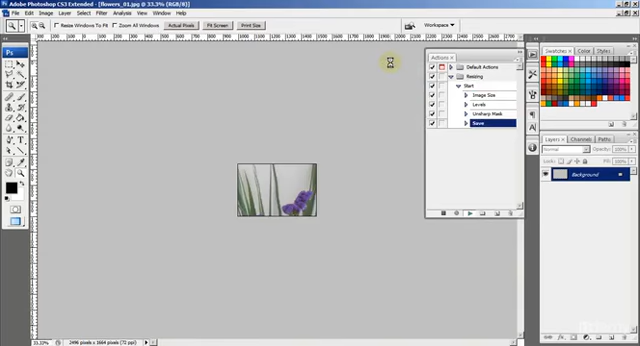 Adobe Photoshop CS3 Extended - [flowers_01.jpg @ 33.3% (RGB/8)]
File Edit Image Layer Select Filter Analysis View Window Help
Resize Windows To Fit Zoom All Windows Actual Pixels Fit Screen Print Size Workspace
Ps
Actions
Default Actions
Resizing
Start
Image Size
Levels
Unsharp Mask
Save
Swatches Color Styles
Layers Channels Paths
Normal Opacity: 100%
Lock: Fill: 100%
Background
33.33% 2496 pixels x 1664 pixels (72 ppi)